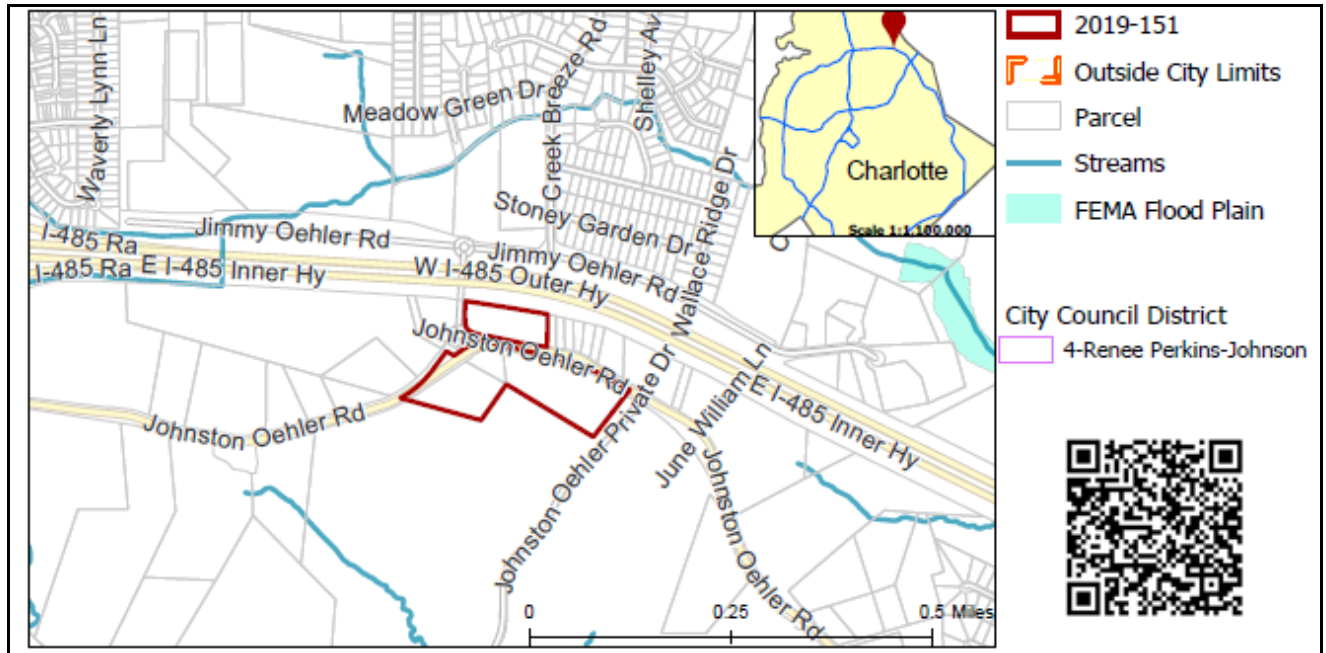 Waverly Lynn Ln
Meadow Green Dr
Creek Breeze Rd
Shelley Av
Stoney Garden Dr
Wallace Ridge Dr
Jimmy Oehler Rd
Jimmy Oehler Rd
I-485 Ra
I-485 Ra
E I-485 Inner Hy
W I-485 Outer Hy
Johnston Oehler Rd
Johnston Oehler Rd
Johnston Oehler Private Dr
June William Ln
E I-485 Inner Hy
Johnston Oehler Rd
0 0.25 0.5 Miles
Charlotte
Scale 1:1,100,000
2019-151
Outside City Limits
Parcel
Streams
FEMA Flood Plain
City Council District
4-Renee Perkins-Johnson